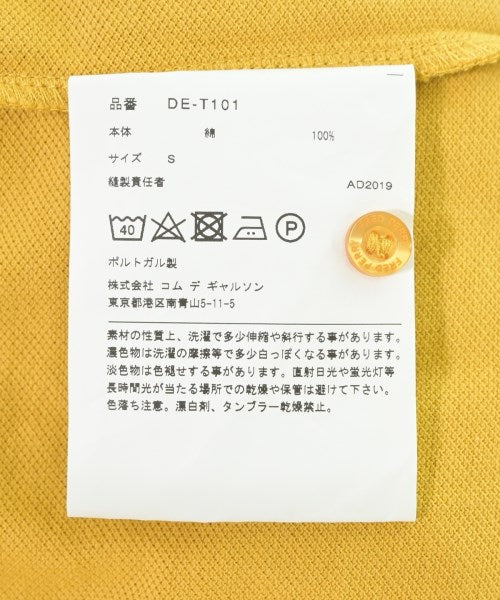 品番 DE-T101
本体 綿 100%
サイズ S
縫製責任者 AD2019
40 P
ポルトガル製
株式会社 コム デ ギャルソン
東京都港区南青山5-11-5
素材の性質上、洗濯で多少伸縮や斜行する事があります。
濃色物は洗濯の摩擦等で多少白っぽくなる事があります。
淡色物は色褪せする事があります。直射日光や蛍光灯等
長時間光が当たる場所での乾燥や保管は避けて下さい。
色落ち注意。漂白剤、タンブラー乾燥禁止。
FRED PERRY